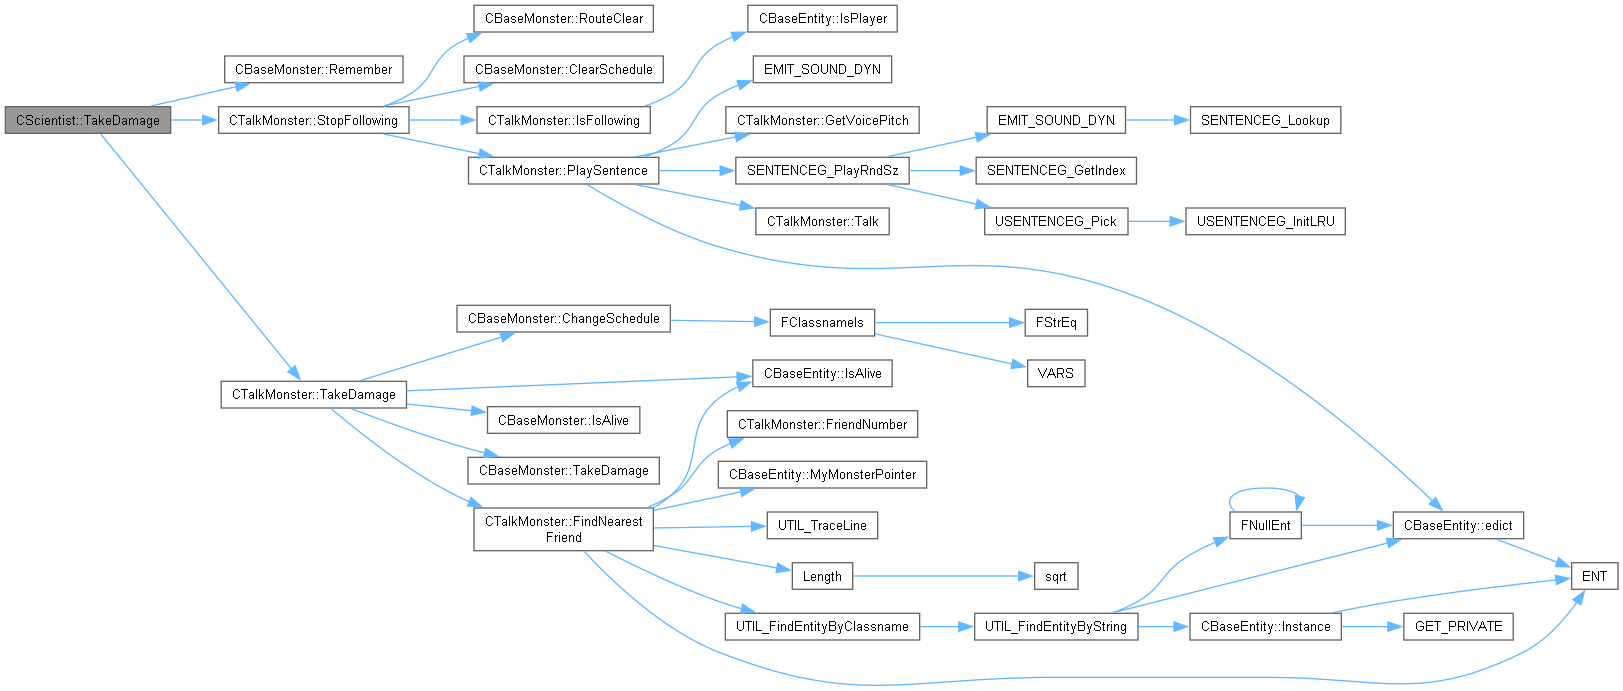 CBaseMonster::RouteClear
CBaseEntity::IsPlayer
CBaseMonster::Remember
CBaseMonster::ClearSchedule
EMIT_SOUND_DYN
CScientist::TakeDamage
CTalkMonster::StopFollowing
CTalkMonster::IsFollowing
CTalkMonster::GetVoicePitch
EMIT_SOUND_DYN
SENTENCEG_Lookup
CTalkMonster::PlaySentence
SENTENCEG_PlayRndSz
SENTENCEG_GetIndex
CTalkMonster::Talk
USENTENCEG_Pick
USENTENCEG_InitLRU
CBaseMonster::ChangeSchedule
FClassnameIs
FStrEq
CBaseEntity::IsAlive
VARS
CTalkMonster::TakeDamage
CBaseMonster::IsAlive
CTalkMonster::FriendNumber
CBaseMonster::TakeDamage
CBaseEntity::MyMonsterPointer
CTalkMonster::FindNearest
Friend
UTIL_TraceLine
FNullEnt
CBaseEntity::edict
Length
sqrt
ENT
UTIL_FindEntityByClassname
UTIL_FindEntityByString
CBaseEntity::Instance
GET_PRIVATE